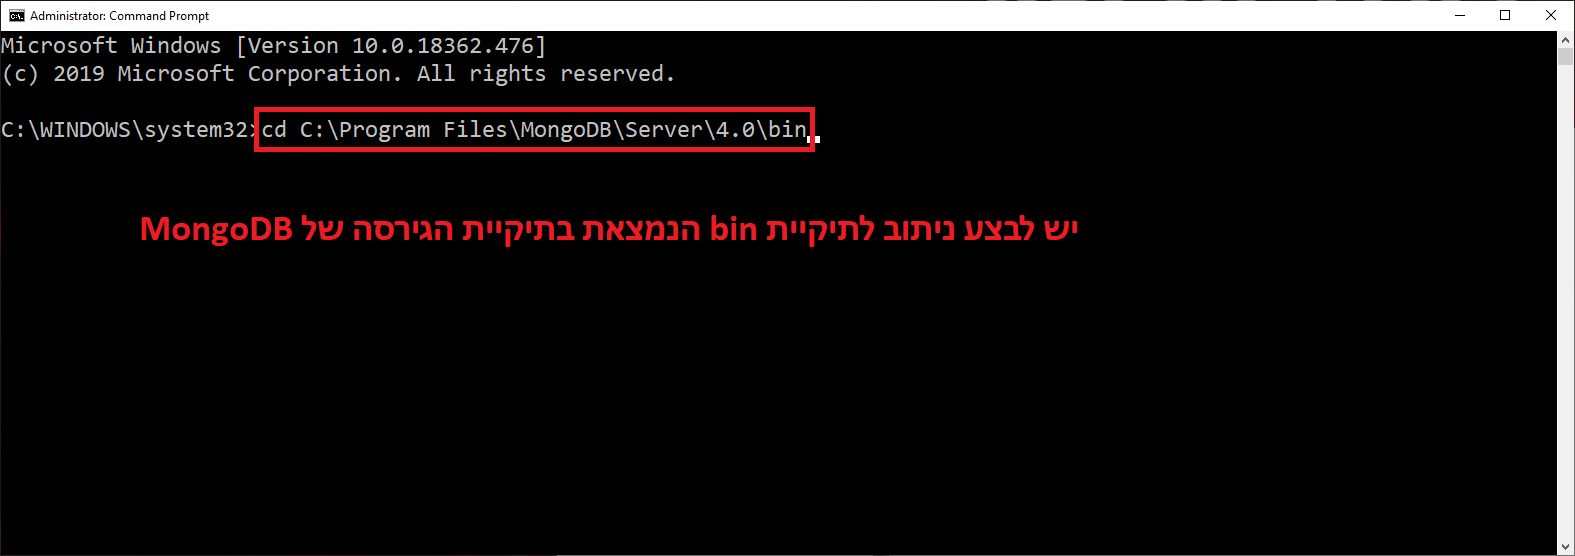 Administrator: Command Prompt
Microsoft Windows [Version 10.0.18362.476]
(c) 2019 Microsoft Corporation. All rights reserved.
C:\WINDOWS\system32>cd C:\Program Files\MongoDB\Server\4.0\bin
יש לבצע ניתוב לתיקיית bin הנמצאת בתיקיית הגירסה של MongoDB